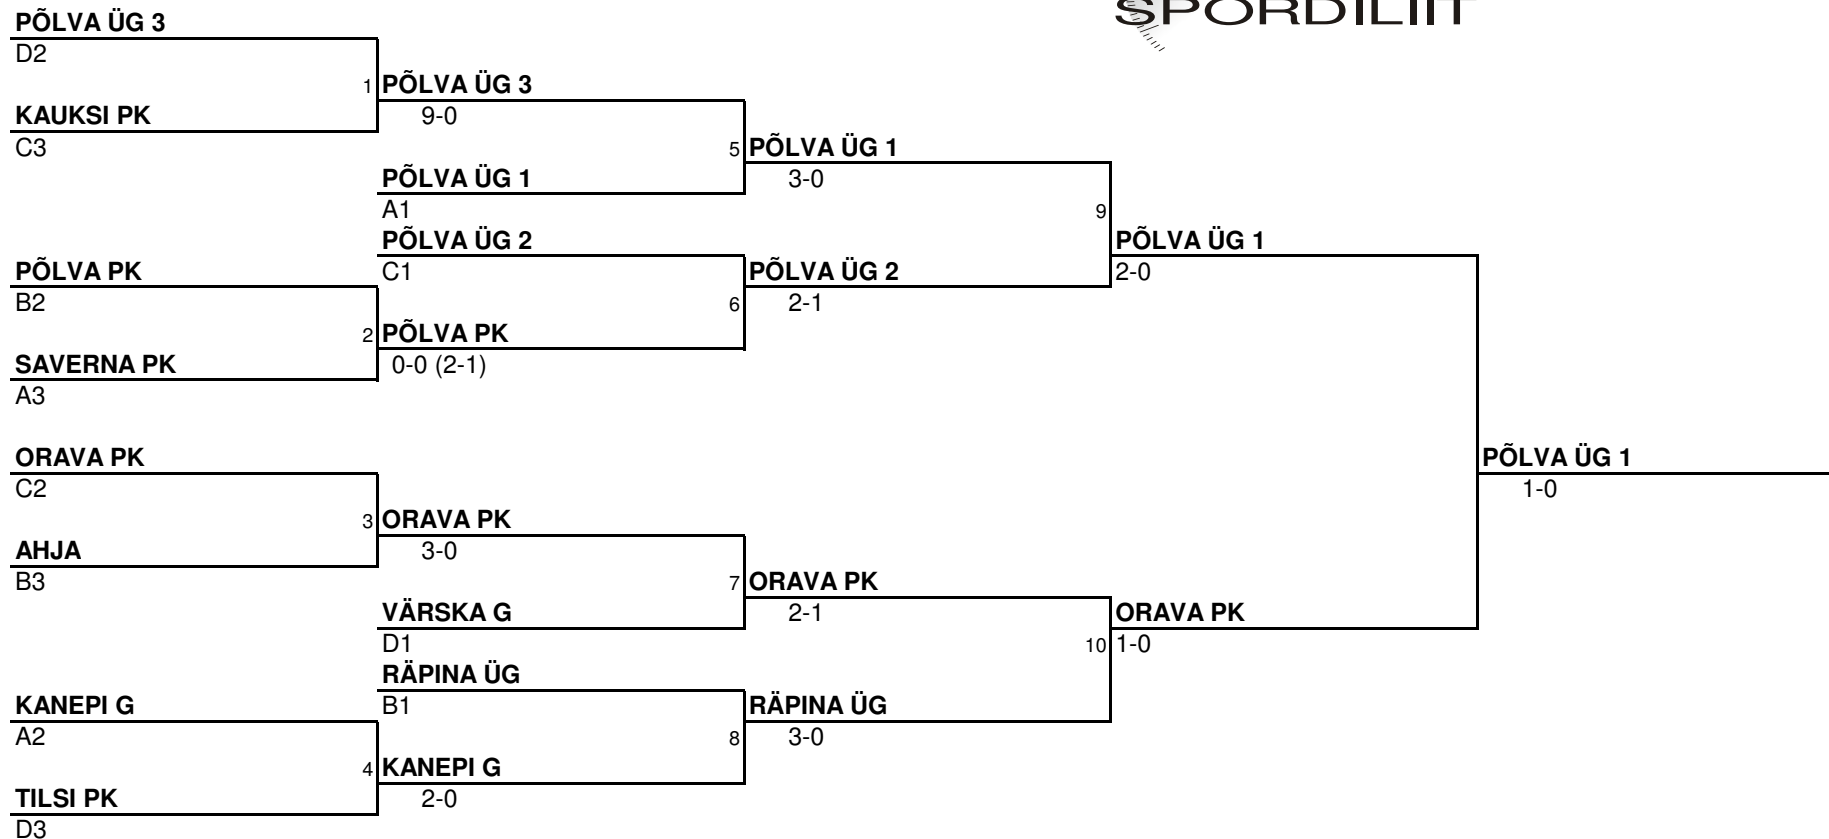 SPORDILIIT
PÕLVA ÜG 3
D2
1 PÕLVA ÜG 3
KAUKSI PK
9-0
C3
5 PÕLVA ÜG 1
PÕLVA ÜG 1
3-0
A1
9
PÕLVA ÜG 2
PÕLVA ÜG 1
PÕLVA PK
C1
PÕLVA ÜG 2
2-0
B2
6
2-1
2 PÕLVA PK
SAVERNA PK
0-0 (2-1)
A3
ORAVA PK
PÕLVA ÜG 1
C2
1-0
3 ORAVA PK
AHJA
3-0
B3
7 ORAVA PK
VÄRSKA G
2-1
ORAVA PK
D1
10 1-0
RÄPINA ÜG
KANEPI G
B1
RÄPINA ÜG
A2
8
3-0
4 KANEPI G
TILSI PK
2-0
D3